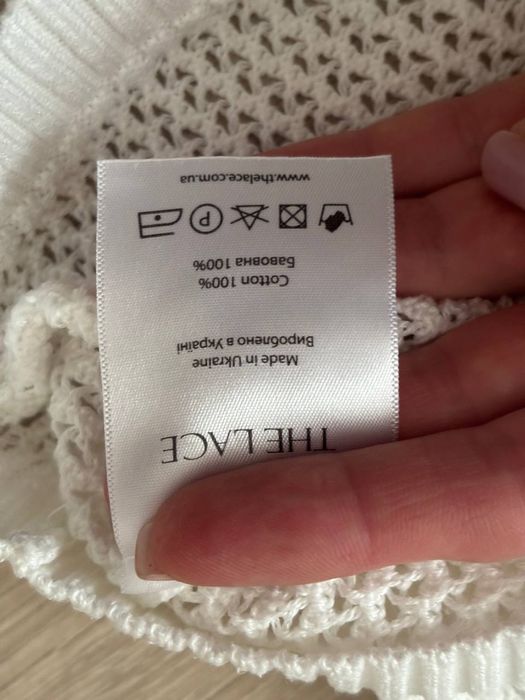 THE LACE
Made in Ukraine
Вироблено в Україні
Cotton 100%
Бавовна 100%
P
www.thelace.com.ua